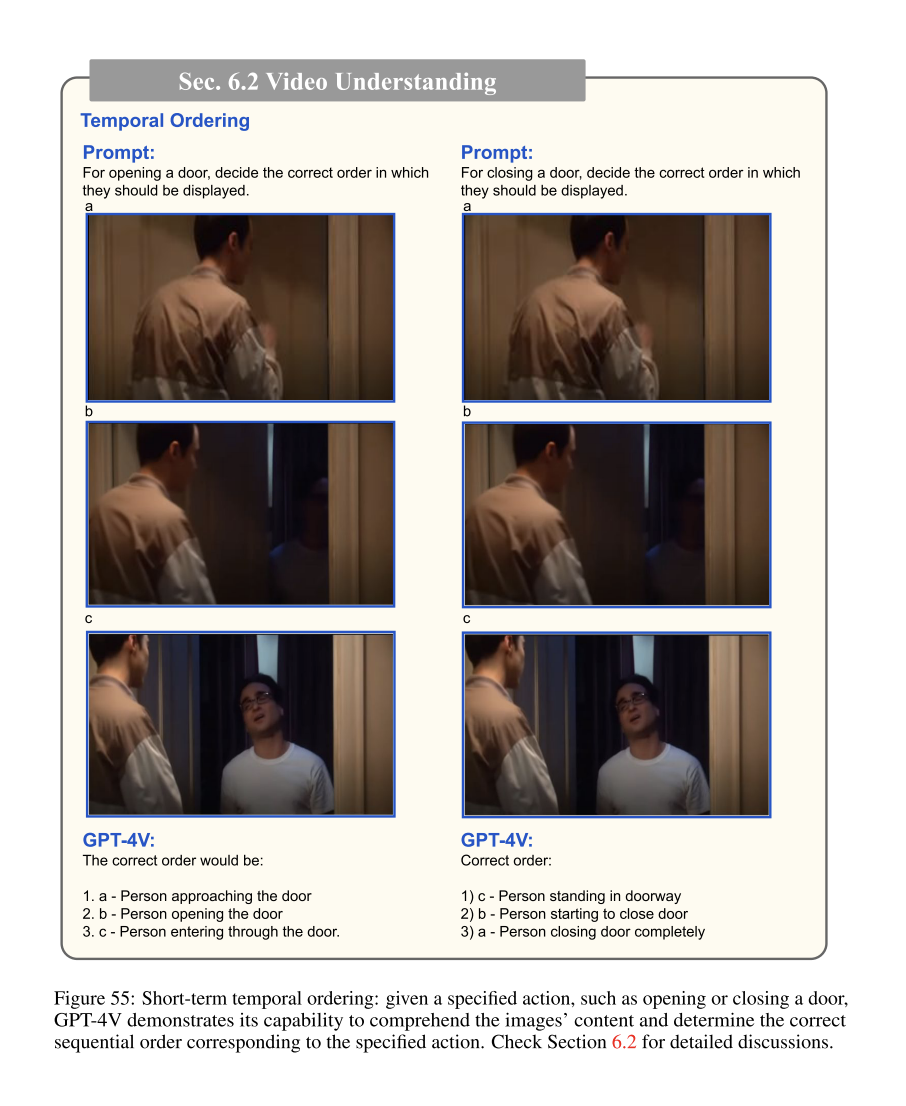 Sec. 6.2 Video Understanding
Temporal Ordering
Prompt:
For opening a door, decide the correct order in which
they should be displayed.
a
b
c
GPT-4V:
The correct order would be:
1. a - Person approaching the door
2. b - Person opening the door
3. c - Person entering through the door.
Prompt:
For closing a door, decide the correct order in which
they should be displayed.
a
b
c
GPT-4V:
Correct order:
1) c - Person standing in doorway
2) b - Person starting to close door
3) a - Person closing door completely
Figure 55: Short-term temporal ordering: given a specified action, such as opening or closing a door,
GPT-4V demonstrates its capability to comprehend the images’ content and determine the correct
sequential order corresponding to the specified action. Check Section 6.2 for detailed discussions.